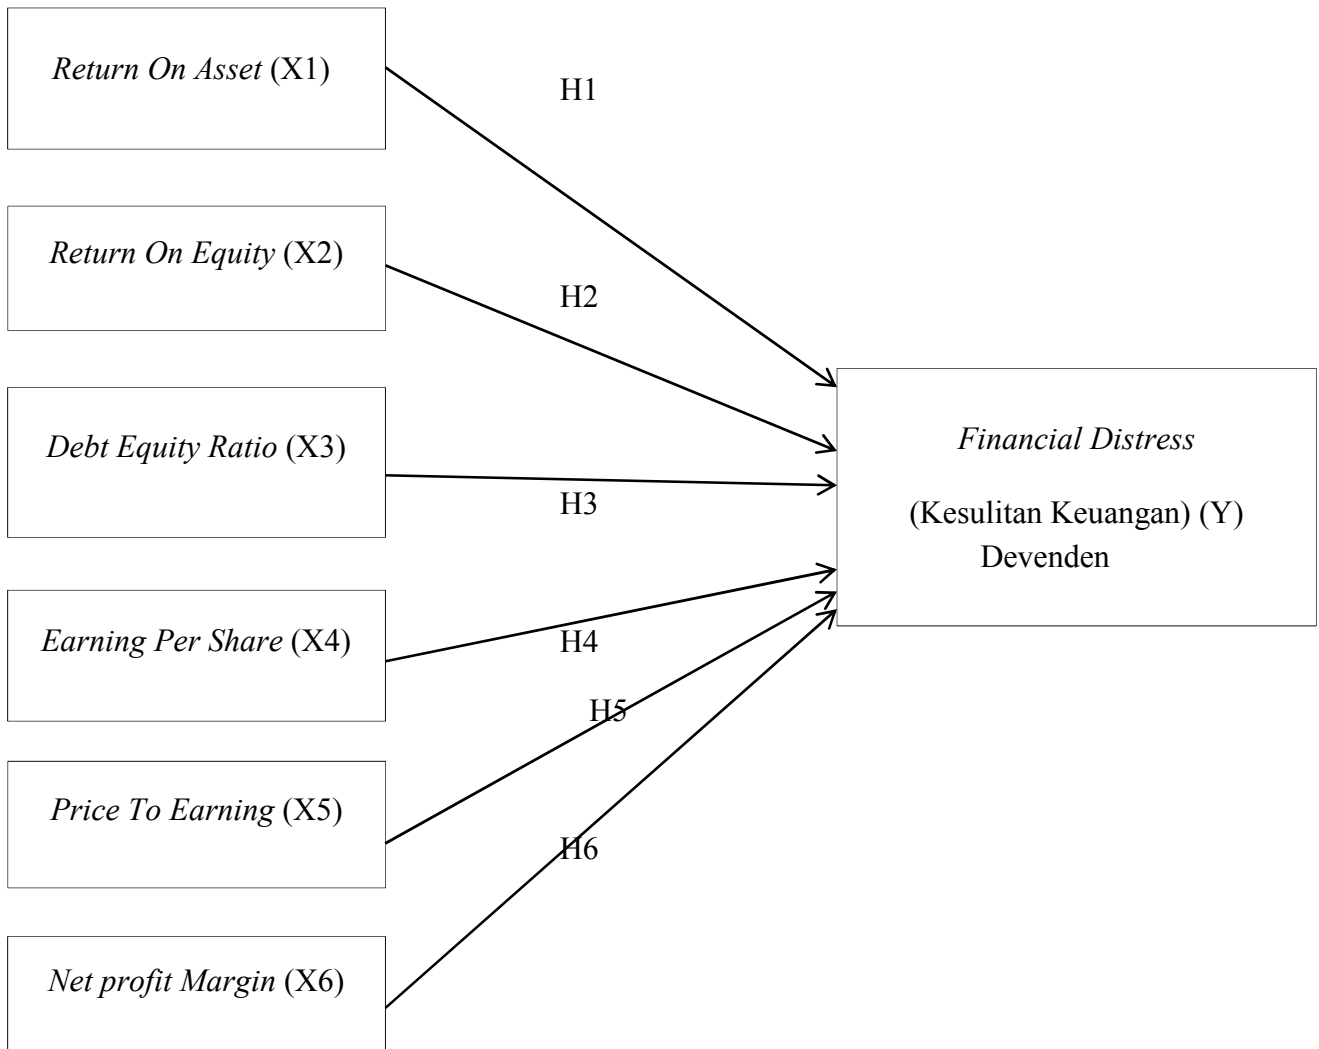 Return On Asset (X1)
H1
Return On Equity (X2)
H2
Debt Equity Ratio (X3)
H3
Financial Distress
(Kesulitan Keuangan) (Y)
Devenden
Earning Per Share (X4)
H4
H5
Price To Earning (X5)
H6
Net profit Margin (X6)